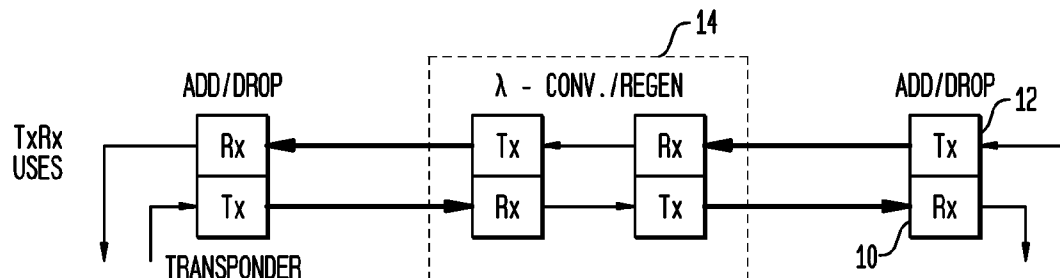 14
ADD/DROP
λ - CONV./REGEN
ADD/DROP
12
TxRx
USES
Rx
Tx
Rx
Tx
Tx
Rx
Tx
Rx
10
TRANSPONDER